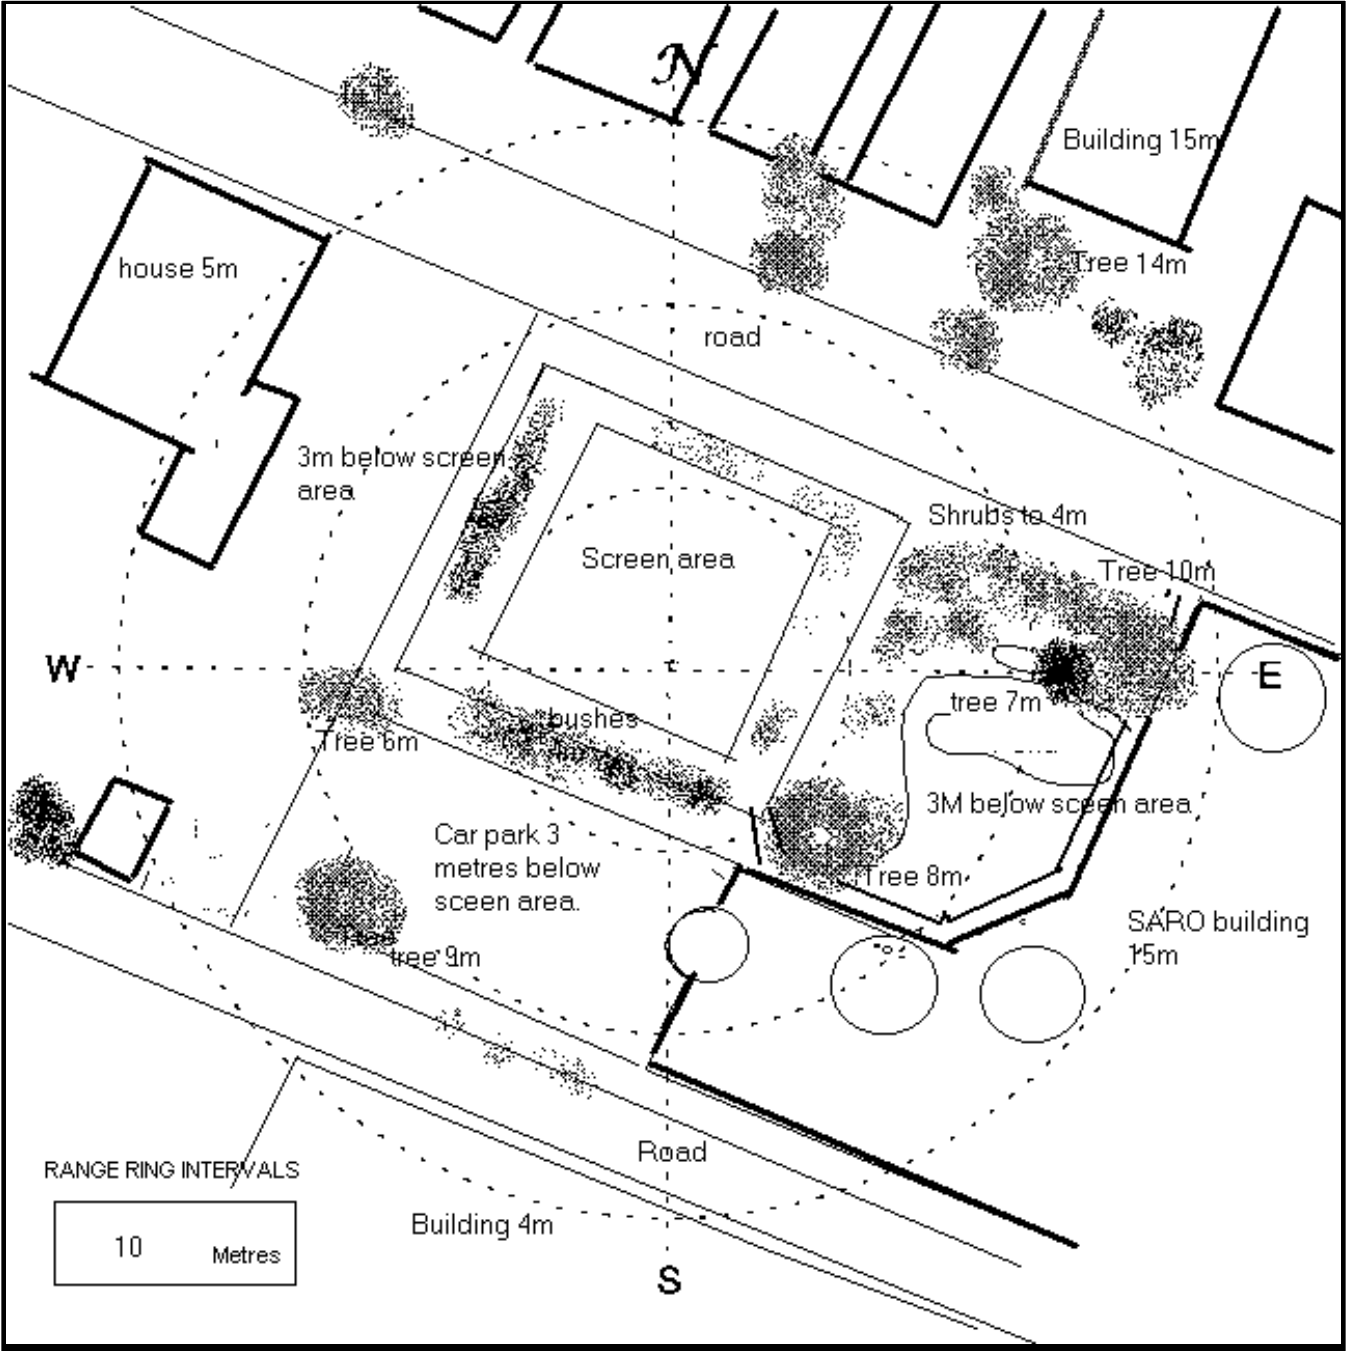 N
Building 15m
house 5m
Tree 14m
road
3m below screen
area
Shrubs to 4m
Screen area
Tree 10m
W
E
tree 7m
bushes
Tree 6m
3M below sceen area
Car park 3
metres below
sceen area.
Tree 8m
SARO building
15m
tree 9m
Road
RANGE RING INTERVALS
10 Metres
Building 4m
S